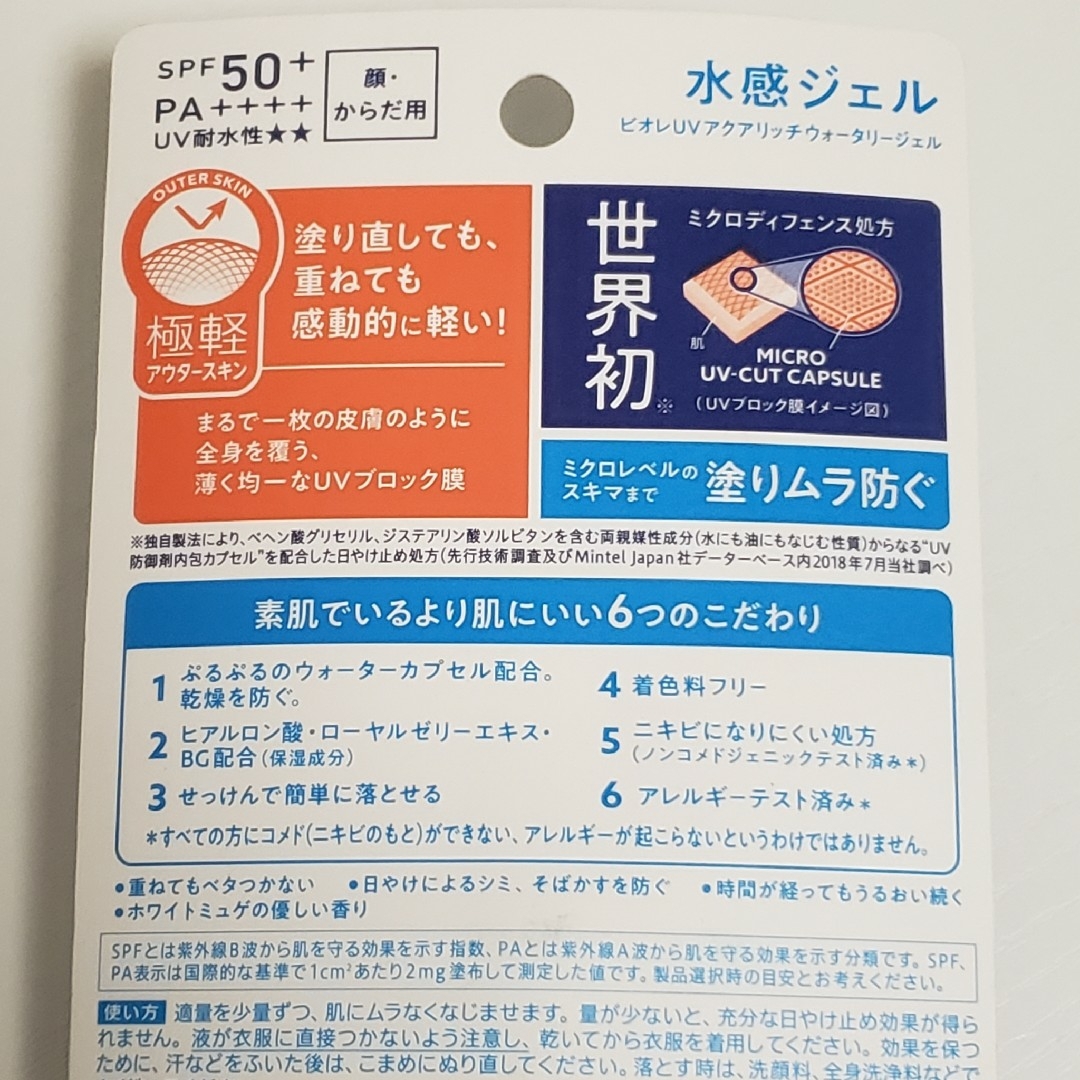 SPF50+
PA++++
UV耐水性★★
顔・
からだ用
水感ジェル
ビオレUVアクアリッチウォータリージェル
OUTER SKIN
極軽
アウタースキン
塗り直しても、
重ねても
感動的に軽い!
まるで一枚の皮膚のように
全身を覆う、
薄く均一なUVブロック膜
世界初※
ミクロディフェンス処方
肌
MICRO
UV-CUT CAPSULE
(UVブロック膜イメージ図)
ミクロレベルの
スキマまで
塗りムラ防ぐ
※独自製法により、ベヘン酸グリセリル、ジステアリン酸ソルビタンを含む両親媒性成分(水にも油にもなじむ性質)からなる“UV
防御剤内包カプセル”を配合した日やけ止め処方(先行技術調査及びMintel Japan社データーベース内2018年7月当社調べ)
素肌でいるより肌にいい6つのこだわり
1 ぷるぷるのウォーターカプセル配合。
乾燥を防ぐ。
2 ヒアルロン酸・ローヤルゼリーエキス・
BG配合(保湿成分)
3 せっけんで簡単に落とせる
4 着色料フリー
5 ニキビになりにくい処方
(ノンコメドジェニックテスト済み*)
6 アレルギーテスト済み*
*すべての方にコメド(ニキビのもと)ができない、アレルギーが起こらないというわけではありません。
●重ねてもベタつかない ●日やけによるシミ、そばかすを防ぐ ●時間が経ってもうるおい続く
●ホワイトミュゲの優しい香り
SPFとは紫外線B波から肌を守る効果を示す指数、PAとは紫外線A波から肌を守る効果を示す分類です。SPF、
PA表示は国際的な基準で1cm²あたり2mg塗布して測定した値です。製品選択時の目安とお考えください。
使い方 適量を少量ずつ、肌にムラなくなじませます。量が少ないと、充分な日やけ止め効果が得ら
れません。液が衣服に直接つかないよう注意し、乾いてから衣服を着用してください。効果を保つ
ために、汗などをふいた後は、こまめにぬり直してください。落とす時は、洗顔料、全身洗浄料などで